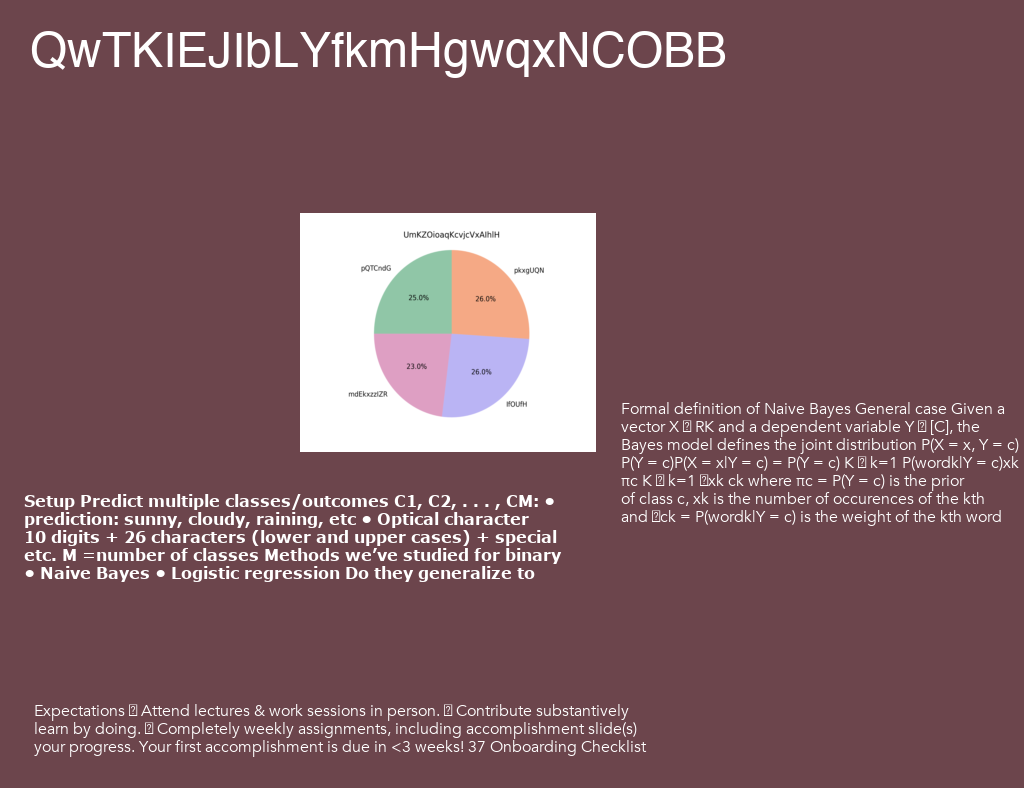 QwTKIEJIbLYfkmHgwqxNCOBB
UmKZOioaqKcvjcVxAIhlH
pQTCndG
pkxgUQN
25.0%
26.0%
23.0%
26.0%
mdEkxzzIZR
IfOUfH
Formal definition of Naive Bayes General case Given a
vector X � RK and a dependent variable Y � [C], the
Bayes model defines the joint distribution P(X = x, Y = c)
P(Y = c)P(X = x|Y = c) = P(Y = c) K � k=1 P(wordk|Y = c)xk
πc K � k=1 �xk ck where πc = P(Y = c) is the prior
of class c, xk is the number of occurences of the kth
and �ck = P(wordk|Y = c) is the weight of the kth word
Setup Predict multiple classes/outcomes C1, C2, . . . , CM: •
prediction: sunny, cloudy, raining, etc • Optical character
10 digits + 26 characters (lower and upper cases) + special
etc. M =number of classes Methods we’ve studied for binary
• Naive Bayes • Logistic regression Do they generalize to
Expectations � Attend lectures & work sessions in person. � Contribute substantively
learn by doing. � Completely weekly assignments, including accomplishment slide(s)
your progress. Your first accomplishment is due in <3 weeks! 37 Onboarding Checklist